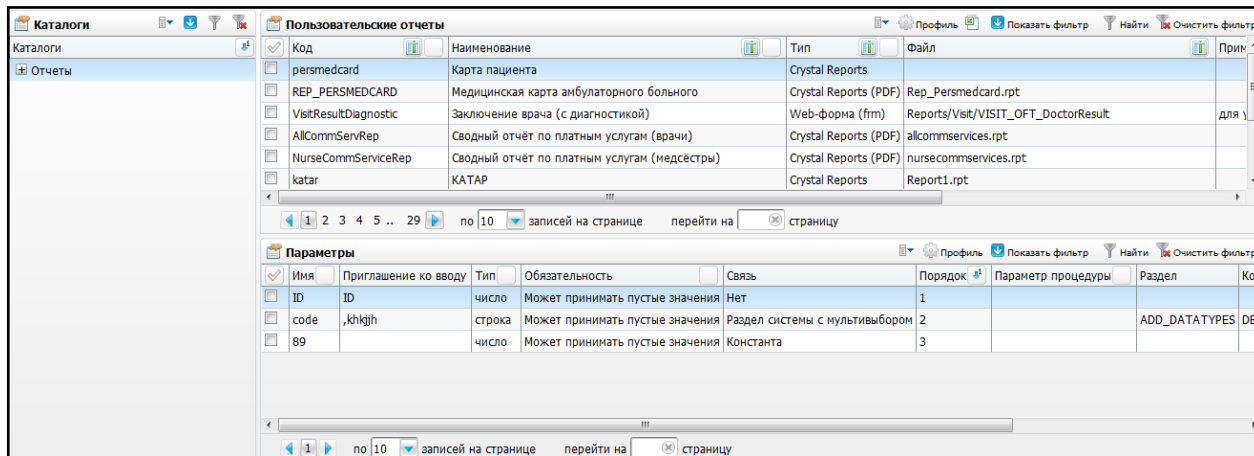 Каталоги
Каталоги
Отчеты
Пользовательские отчеты Профиль Показать фильтр Найти Очистить фильтр
Код Наименование Тип Файл Прим
persmedcard Карта пациента Crystal Reports
REP_PERSMEDCARD Медицинская карта амбулаторного больного Crystal Reports (PDF) Rep_Persmedcard.rpt
VisitResultDiagnostic Заключение врача (с диагностикой) Web-форма (frm) Reports/Visit/VISIT_OFT_DoctorResult для у
AllCommServRep Сводный отчёт по платным услугам (врачи) Crystal Reports (PDF) allcommservices.rpt
NurseCommServiceRep Сводный отчёт по платным услугам (медсёстры) Crystal Reports (PDF) nursecommservices.rpt
katar КАТАР Crystal Reports Report1.rpt
1 2 3 4 5 .. 29 по 10 записей на странице перейти на страницу
Параметры Профиль Показать фильтр Найти Очистить фильтр
Имя Приглашение ко вводу Тип Обязательность Связь Порядок Параметр процедуры Раздел Ко
ID ID число Может принимать пустые значения Нет 1
code ,khkjjh строка Может принимать пустые значения Раздел системы с мультивыбором 2 ADD_DATATYPES DE
89 число Может принимать пустые значения Константа 3
1 по 10 записей на странице перейти на страницу